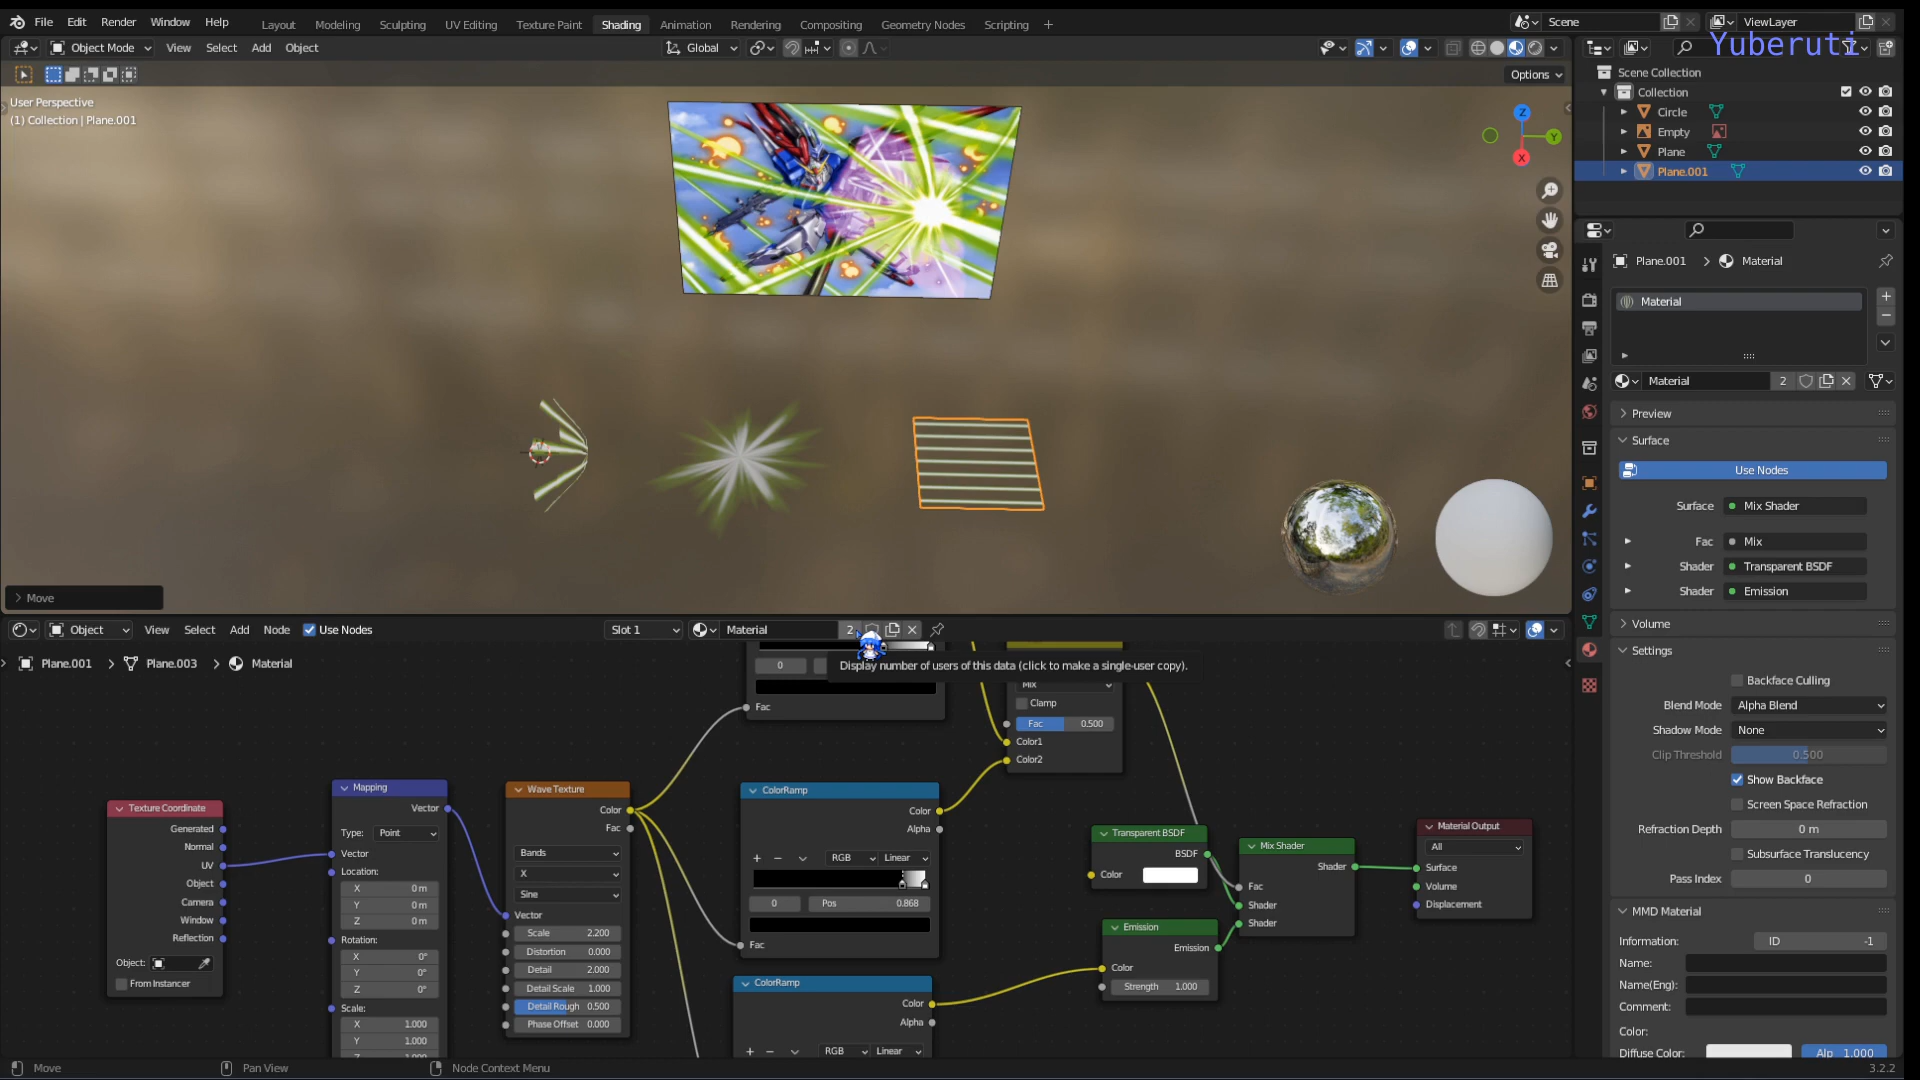 File Edit Render Window Help Layout Modeling Sculpting UV Editing Texture Paint Shading Animation Rendering Compositing Geometry Nodes Scripting + Scene ViewLayer
Object Mode View Select Add Object Global
Yuberuti
Options
User Perspective
(1) Collection | Plane.001
Z
Y
X
Scene Collection
Collection
Circle
Empty
Plane
Plane.001
Plane.001 > Material
Material
Material 2
Preview
Surface
Use Nodes
Surface Mix Shader
Fac Mix
Shader Transparent BSDF
Shader Emission
Volume
Settings
Backface Culling
Blend Mode Alpha Blend
Shadow Mode None
Clip Threshold 0.500
Show Backface
Screen Space Refraction
Refraction Depth 0 m
Subsurface Translucency
Pass Index 0
MMD Material
Information: ID -1
Name:
Name(Eng):
Comment:
Color:
Diffuse Color: Alp 1.000
> Move
Object View Select Add Node Use Nodes Slot 1 Material 2
Plane.001 > Plane.003 > Material
Display number of users of this data (click to make a single-user copy).
0
Fac
Mix
Clamp
Fac 0.500
Color1
Color2
Texture Coordinate
Generated
Normal
UV
Object
Camera
Window
Reflection
Object:
From Instancer
Mapping
Vector
Type: Point
Vector
Location:
X 0 m
Y 0 m
Z 0 m
Rotation:
X 0°
Y 0°
Z 0°
Scale:
X 1.000
Y 1.000
Wave Texture
Color
Fac
Bands
X
Sine
Vector
Scale 2.200
Distortion 0.000
Detail 2.000
Detail Scale 1.000
Detail Rough 0.500
Phase Offset 0.000
ColorRamp
Color
Alpha
+ − RGB Linear
0 Pos 0.868
Fac
ColorRamp
Color
Alpha
+ − RGB Linear
Transparent BSDF
BSDF
Color
Emission
Emission
Color
Strength 1.000
Mix Shader
Shader
Fac
Shader
Shader
Material Output
All
Surface
Volume
Displacement
Move Pan View Node Context Menu 3.2.2